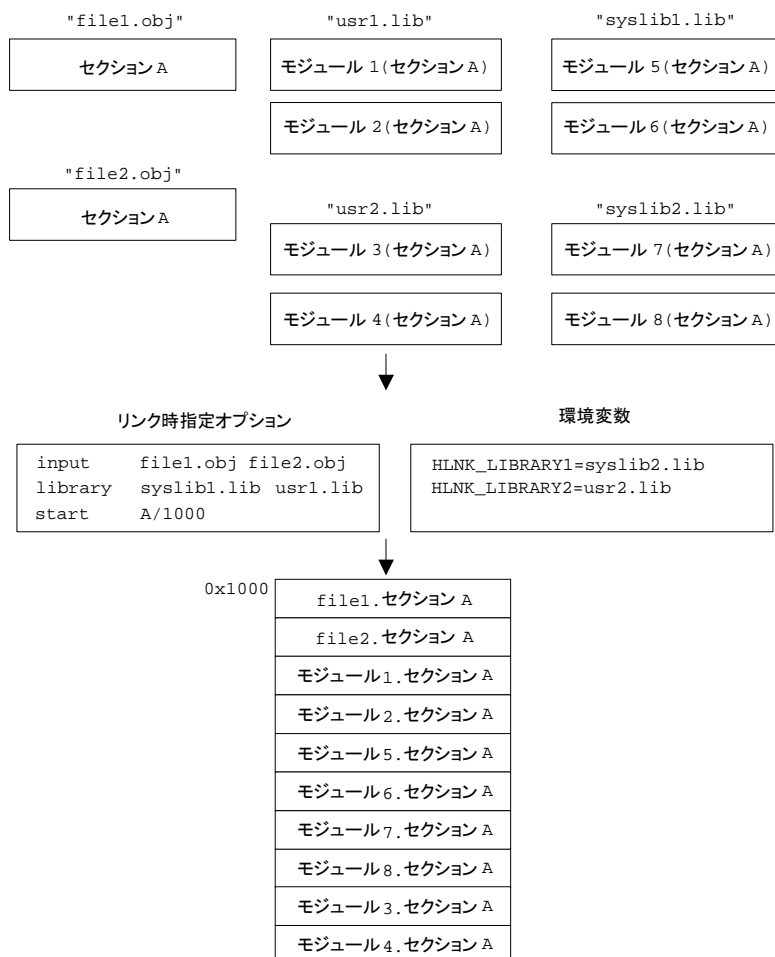 "file1.obj"
セクション A
"file2.obj"
セクション A
"usr1.lib"
モジュール 1(セクション A)
モジュール 2(セクション A)
"usr2.lib"
モジュール 3(セクション A)
モジュール 4(セクション A)
"syslib1.lib"
モジュール 5(セクション A)
モジュール 6(セクション A)
"syslib2.lib"
モジュール 7(セクション A)
モジュール 8(セクション A)
リンク時指定オプション
input file1.obj file2.obj
library syslib1.lib usr1.lib
start A/1000
環境変数
HLNK_LIBRARY1=syslib2.lib
HLNK_LIBRARY2=usr2.lib
0x1000
file1.セクション A
file2.セクション A
モジュール1.セクション A
モジュール2.セクション A
モジュール5.セクション A
モジュール6.セクション A
モジュール7.セクション A
モジュール8.セクション A
モジュール3.セクション A
モジュール4.セクション A